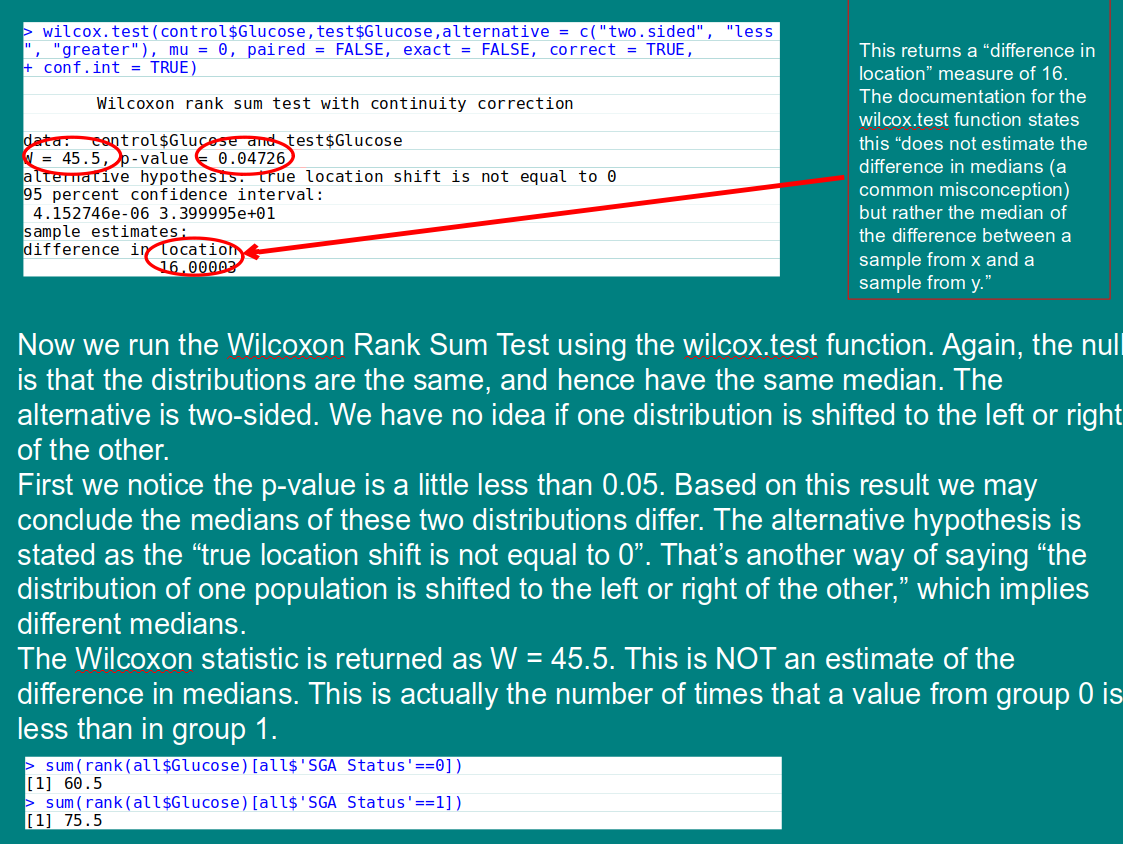 > wilcox.test(control$Glucose,test$Glucose,alternative = c("two.sided", "less
", "greater"), mu = 0, paired = FALSE, exact = FALSE, correct = TRUE,
+ conf.int = TRUE)
Wilcoxon rank sum test with continuity correction
data:  control$Glucose and test$Glucose
W = 45.5, p-value = 0.04726
alternative hypothesis: true location shift is not equal to 0
95 percent confidence interval:
4.152746e-06 3.399995e+01
sample estimates:
difference in location
16.00003
This returns a “difference in
location” measure of 16.
The documentation for the
wilcox.test function states
this “does not estimate the
difference in medians (a
common misconception)
but rather the median of
the difference between a
sample from x and a
sample from y.”
Now we run the Wilcoxon Rank Sum Test using the wilcox.test function. Again, the null
is that the distributions are the same, and hence have the same median. The
alternative is two-sided. We have no idea if one distribution is shifted to the left or right
of the other.
First we notice the p-value is a little less than 0.05. Based on this result we may
conclude the medians of these two distributions differ. The alternative hypothesis is
stated as the “true location shift is not equal to 0”. That’s another way of saying “the
distribution of one population is shifted to the left or right of the other,” which implies
different medians.
The Wilcoxon statistic is returned as W = 45.5. This is NOT an estimate of the
difference in medians. This is actually the number of times that a value from group 0 is
less than in group 1.
> sum(rank(all$Glucose)[all$'SGA Status'==0])
[1] 60.5
> sum(rank(all$Glucose)[all$'SGA Status'==1])
[1] 75.5